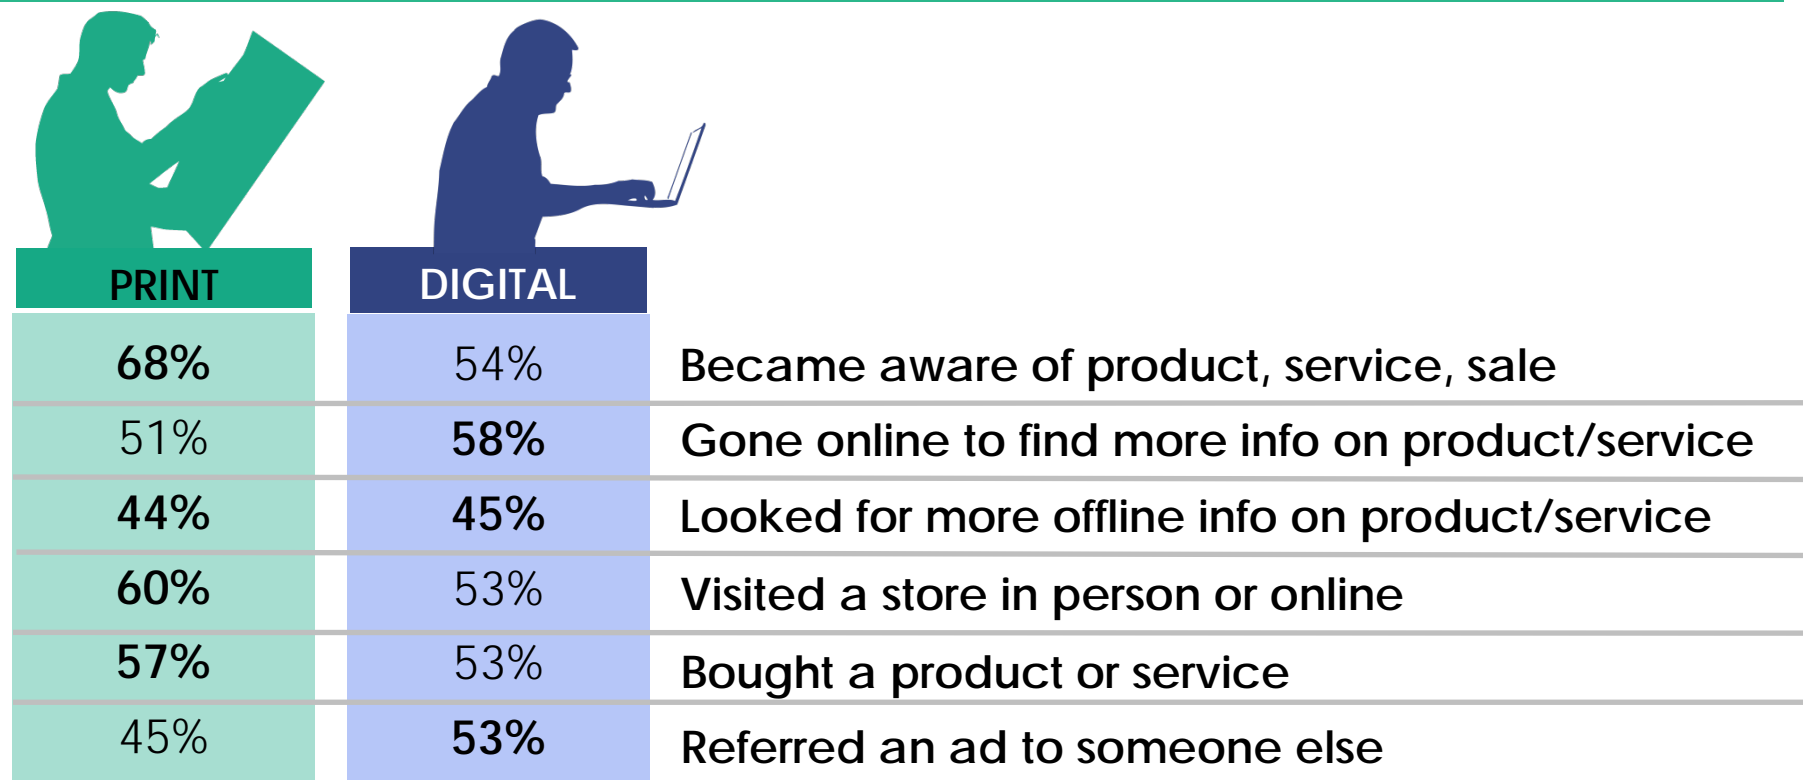 PRINT DIGITAL
68% 54% Became aware of product, service, sale
51% 58% Gone online to find more info on product/service
44% 45% Looked for more offline info on product/service
60% 53% Visited a store in person or online
57% 53% Bought a product or service
45% 53% Referred an ad to someone else